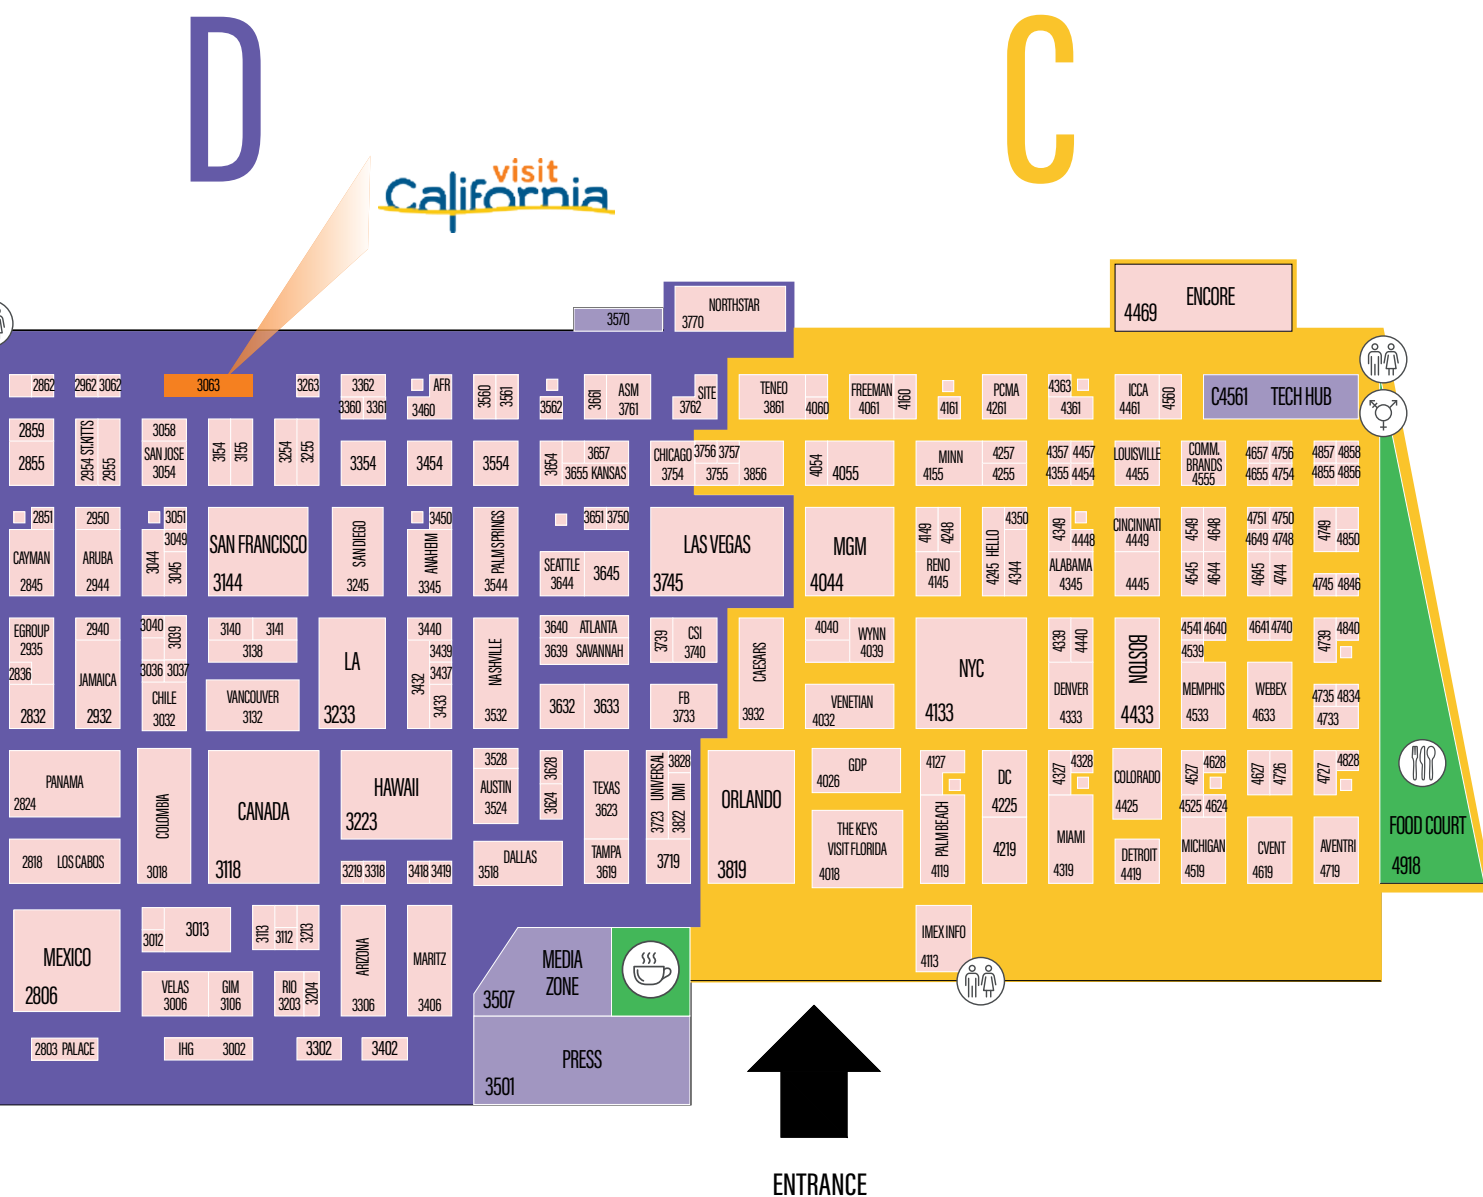 D
C
visit
California
ENCORE
4469
NORTHSTAR
3770
3570
2862
2962 3062
3063
3263
3362
3360 3361
AFR
3460
3560
3561
3562
3661
ASM
3761
SITE
3762
TENEO
3861
4060
FREEMAN
4061
4160
4161
PCMA
4261
4363
4361
ICCA
4461
4560
C4561 TECH HUB
2859
2855
2954 ST.KITTS
2955
3058
SAN JOSE
3054
3154
3155
3254
3255
3354
3454
3554
3654
3657
3655 KANSAS
CHICAGO
3754
3756 3757
3755
3856
4054
4055
MINN
4155
4257
4255
4357 4457
4355 4454
LOUISVILLE
4455
COMM.
BRANDS
4555
4657 4756
4655 4754
4857 4858
4855 4856
2851
CAYMAN
2845
2950
ARUBA
2944
3051
3049
3044
3045
SAN FRANCISCO
3144
SAN DIEGO
3245
3450
ANAHEIM
3345
PALM SPRINGS
3544
3651 3750
SEATTLE
3644
3645
LAS VEGAS
3745
MGM
4044
4149
4248
RENO
4145
4350
4245 HELLO
4344
4349
4448
ALABAMA
4345
CINCINNATI
4449
4445
4549
4648
4545
4644
4751 4750
4649 4748
4645
4744
4749
4850
4745 4846
EGROUP
2935
2836
2832
2940
JAMAICA
2932
3040
3039
3036 3037
CHILE
3032
3140 3141
3138
VANCOUVER
3132
LA
3233
3440
3439
3437
3432
3433
NASHVILLE
3532
3640 ATLANTA
3639 SAVANNAH
3632
3633
3739
CSI
3740
FB
3733
CAESARS
3932
4040
WYNN
4039
VENETIAN
4032
NYC
4133
4339
4440
DENVER
4333
BOSTON
4433
4541 4640
4539
MEMPHIS
4533
4641 4740
WEBEX
4633
4739
4840
4735 4834
4733
PANAMA
2824
2818 LOS CABOS
COLOMBIA
3018
CANADA
3118
HAWAII
3223
3219 3318
3418 3419
3528
AUSTIN
3524
DALLAS
3518
3628
3624
TEXAS
3623
TAMPA
3619
3723 UNIVERSAL
3828
3822 DMI
3719
ORLANDO
3819
GDP
4026
THE KEYS
VISIT FLORIDA
4018
4127
PALM BEACH
4119
DC
4225
4219
4327
4328
MIAMI
4319
COLORADO
4425
DETROIT
4419
4527
4628
4525 4624
MICHIGAN
4519
4627
4726
CVENT
4619
4727
4828
AVENTRI
4719
FOOD COURT
4918
MEXICO
2806
3012
3013
3113
3112
3213
VELAS
3006
GIM
3106
RIO
3203
3204
ARIZONA
3306
MARITZ
3406
MEDIA
ZONE
3507
IMEX INFO
4113
2803 PALACE
IHG 3002
3302
3402
PRESS
3501
ENTRANCE